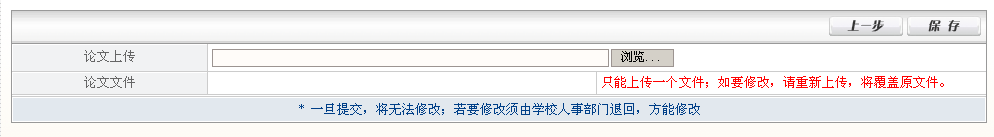 上一步 保 存
论文上传 浏览...
论文文件 只能上传一个文件；如要修改，请重新上传，将覆盖原文件。
* 一旦提交，将无法修改；若要修改须由学校人事部门退回，方能修改